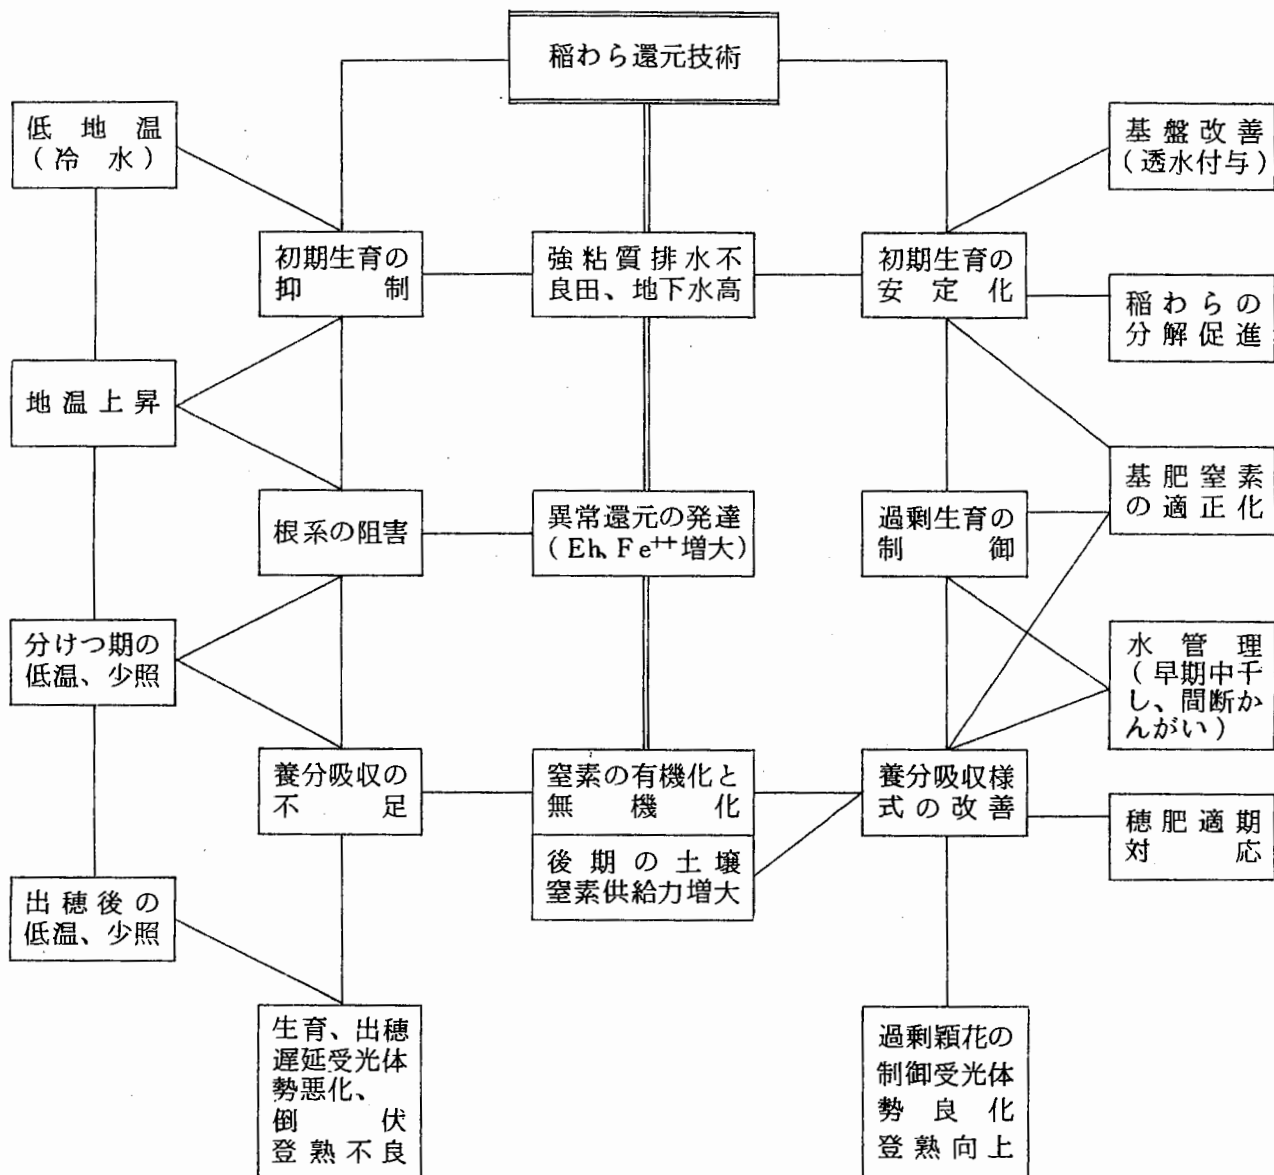 稲わら還元技術
低地温
(冷水)
基盤改善
(透水付与)
初期生育の
抑制
強粘質排水不
良田、地下水高
初期生育の
安定化
稲わらの
分解促進
地温上昇
基肥窒素
の適正化
根系の阻害
異常還元の発達
(Eh、Fe⁺⁺増大)
過剰生育の
制御
分けつ期の
低温、少照
水管理
(早期中干
し、間断か
んがい)
養分吸収の
不足
窒素の有機化と
無機化
後期の土壌
窒素供給力増大
養分吸収様
式の改善
穂肥適期
対応
出穂後の
低温、少照
生育、出穂
遅延受光体
勢悪化、
倒伏
登熟不良
過剰穎花の
制御受光体
勢良化
登熟向上